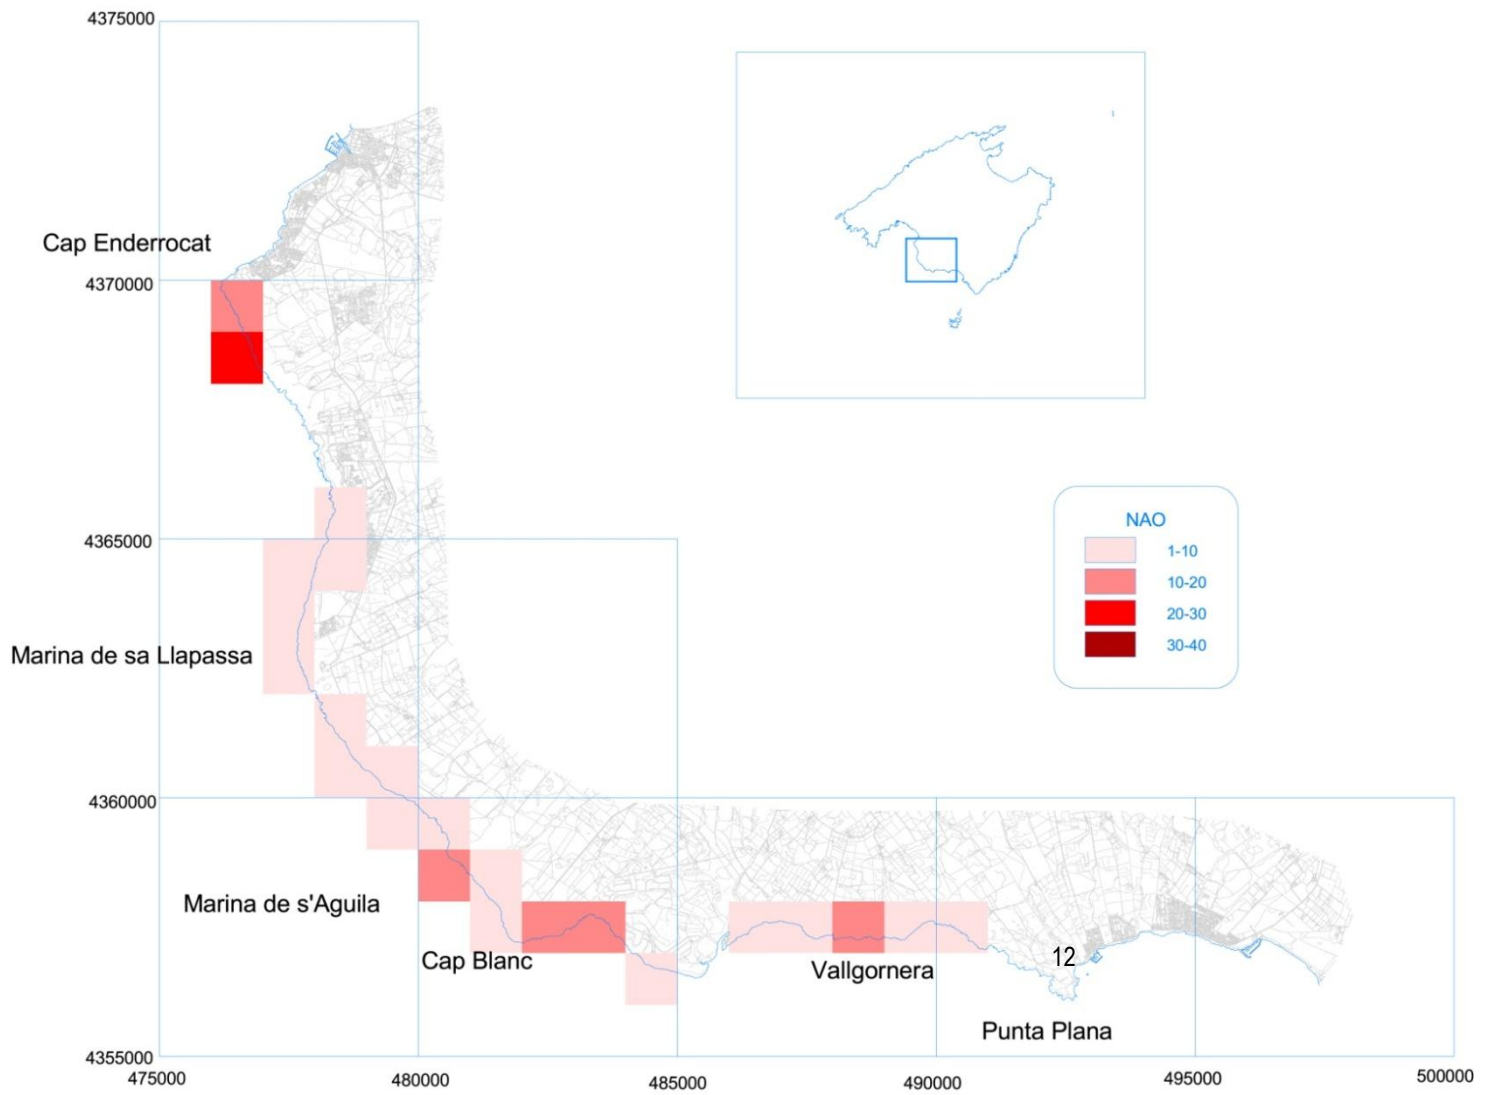 4375000
Cap Enderrocat
4370000
4365000
NAO
1-10
10-20
20-30
30-40
Marina de sa Llapassa
4360000
Marina de s'Aguila
Cap Blanc
Vallgornera
12
Punta Plana
4355000
475000
480000
485000
490000
495000
500000